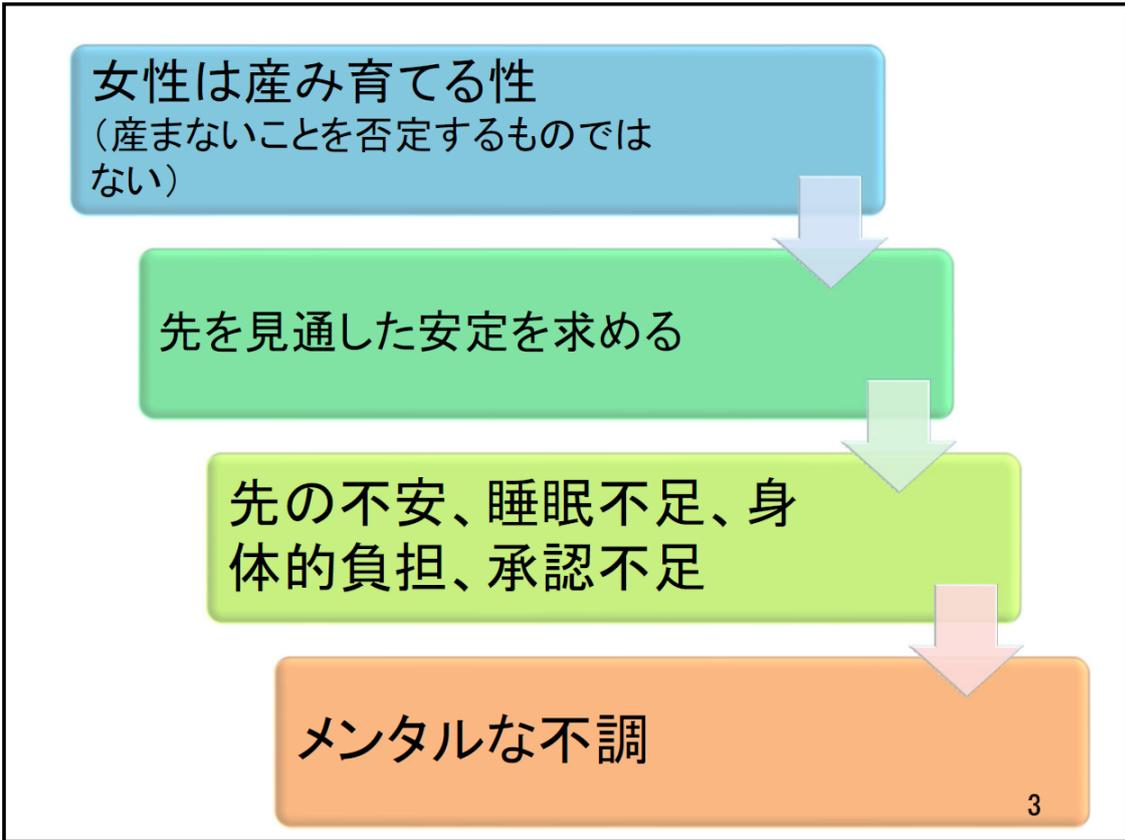 女性は産み育てる性
（産まないことを否定するものでは
ない）
先を見通した安定を求める
先の不安、睡眠不足、身
体的負担、承認不足
メンタルな不調
3